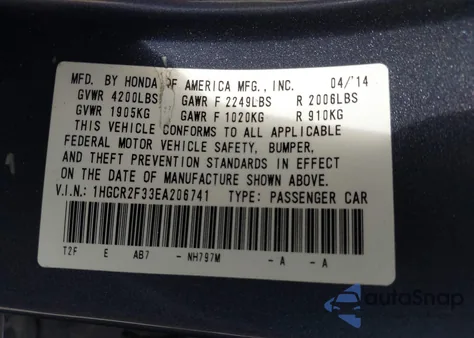 MFD. BY HONDA OF AMERICA MFG., INC. 04/14
GVWR 4200LBS GAWR F 2249LBS R 2006LBS
GVWR 1905KG GAWR F 1020KG R 910KG
THIS VEHICLE CONFORMS TO ALL APPLICABLE
FEDERAL MOTOR VEHICLE SAFETY, BUMPER,
AND THEFT PREVENTION STANDARDS IN EFFECT
ON THE DATE OF MANUFACTURE SHOWN ABOVE.
V.I.N.: 1HGCR2F33EA206741 TYPE: PASSENGER CAR
T2F E AB7 - NH797M - A - A
autoSnap